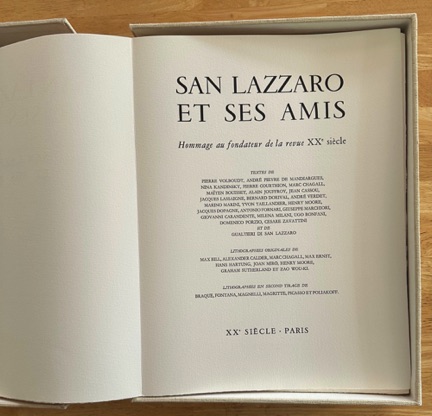 SAN LAZZARO
ET SES AMIS
Hommage au fondateur de la revue XXe siècle
TEXTES DE
PIERRE VOLBOUDT, ANDRÉ PIEYRE DE MANDIARGUES,
NINA KANDINSKY, PIERRE COURTHION, MARC CHAGALL,
MAÏTEN BOUISSET, ALAIN JOUFFROY, JEAN CASSOU,
JACQUES LASSAIGNE, BERNARD DORIVAL, ANDRÉ VERDET,
MARINO MARINI, YVON TAILLANDIER, HENRY MOORE,
JACQUES DOPAGNE, ANTONIO FORNARI, GIUSEPPE MARCHIORI,
GIOVANNI CARANDENTE, MILENA MILANI, UGO RONFANI,
DOMENICO PORZIO, CESARE ZAVATTINI
ET DE
GUALTIERI DI SAN LAZZARO
LITHOGRAPHIES ORIGINALES DE
MAX BILL, ALEXANDER CALDER, MARC CHAGALL, MAX ERNST,
HANS HARTUNG, JOAN MIRÓ, HENRY MOORE,
GRAHAM SUTHERLAND ET ZAO WOU-KI.
LITHOGRAPHIES EN SECOND TIRAGE DE
BRAQUE, FONTANA, MAGNELLI, MAGRITTE, PICASSO ET POLIAKOFF.
XXe SIÈCLE - PARIS